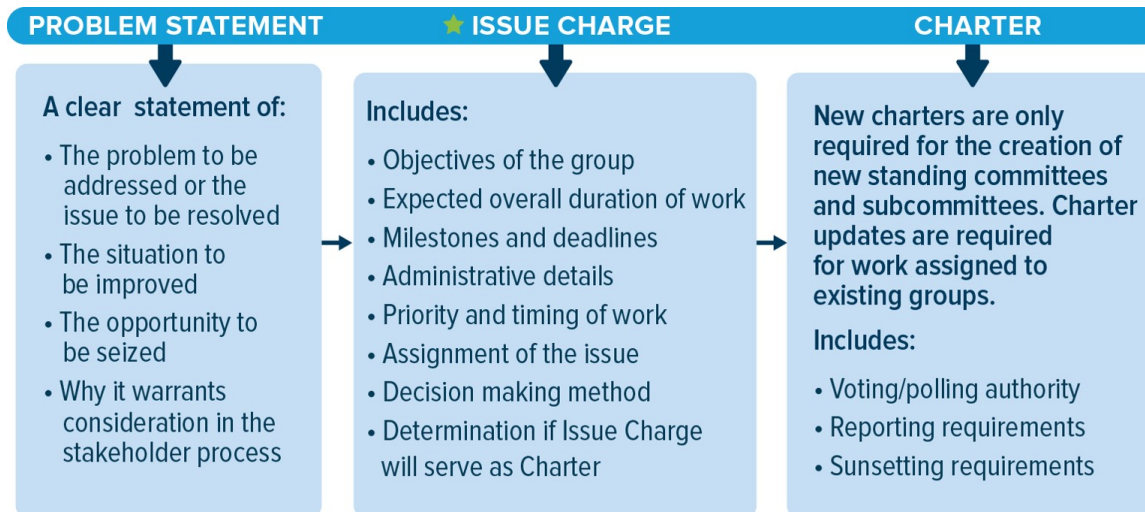 PROBLEM STATEMENT
ISSUE CHARGE
CHARTER
A clear statement of:
• The problem to be
addressed or the
issue to be resolved
• The situation to
be improved
• The opportunity to
be seized
• Why it warrants
consideration in the
stakeholder process
Includes:
• Objectives of the group
• Expected overall duration of work
• Milestones and deadlines
• Administrative details
• Priority and timing of work
• Assignment of the issue
• Decision making method
• Determination if Issue Charge
will serve as Charter
New charters are only
required for the creation of
new standing committees
and subcommittees. Charter
updates are required
for work assigned to
existing groups.
Includes:
• Voting/polling authority
• Reporting requirements
• Sunsetting requirements